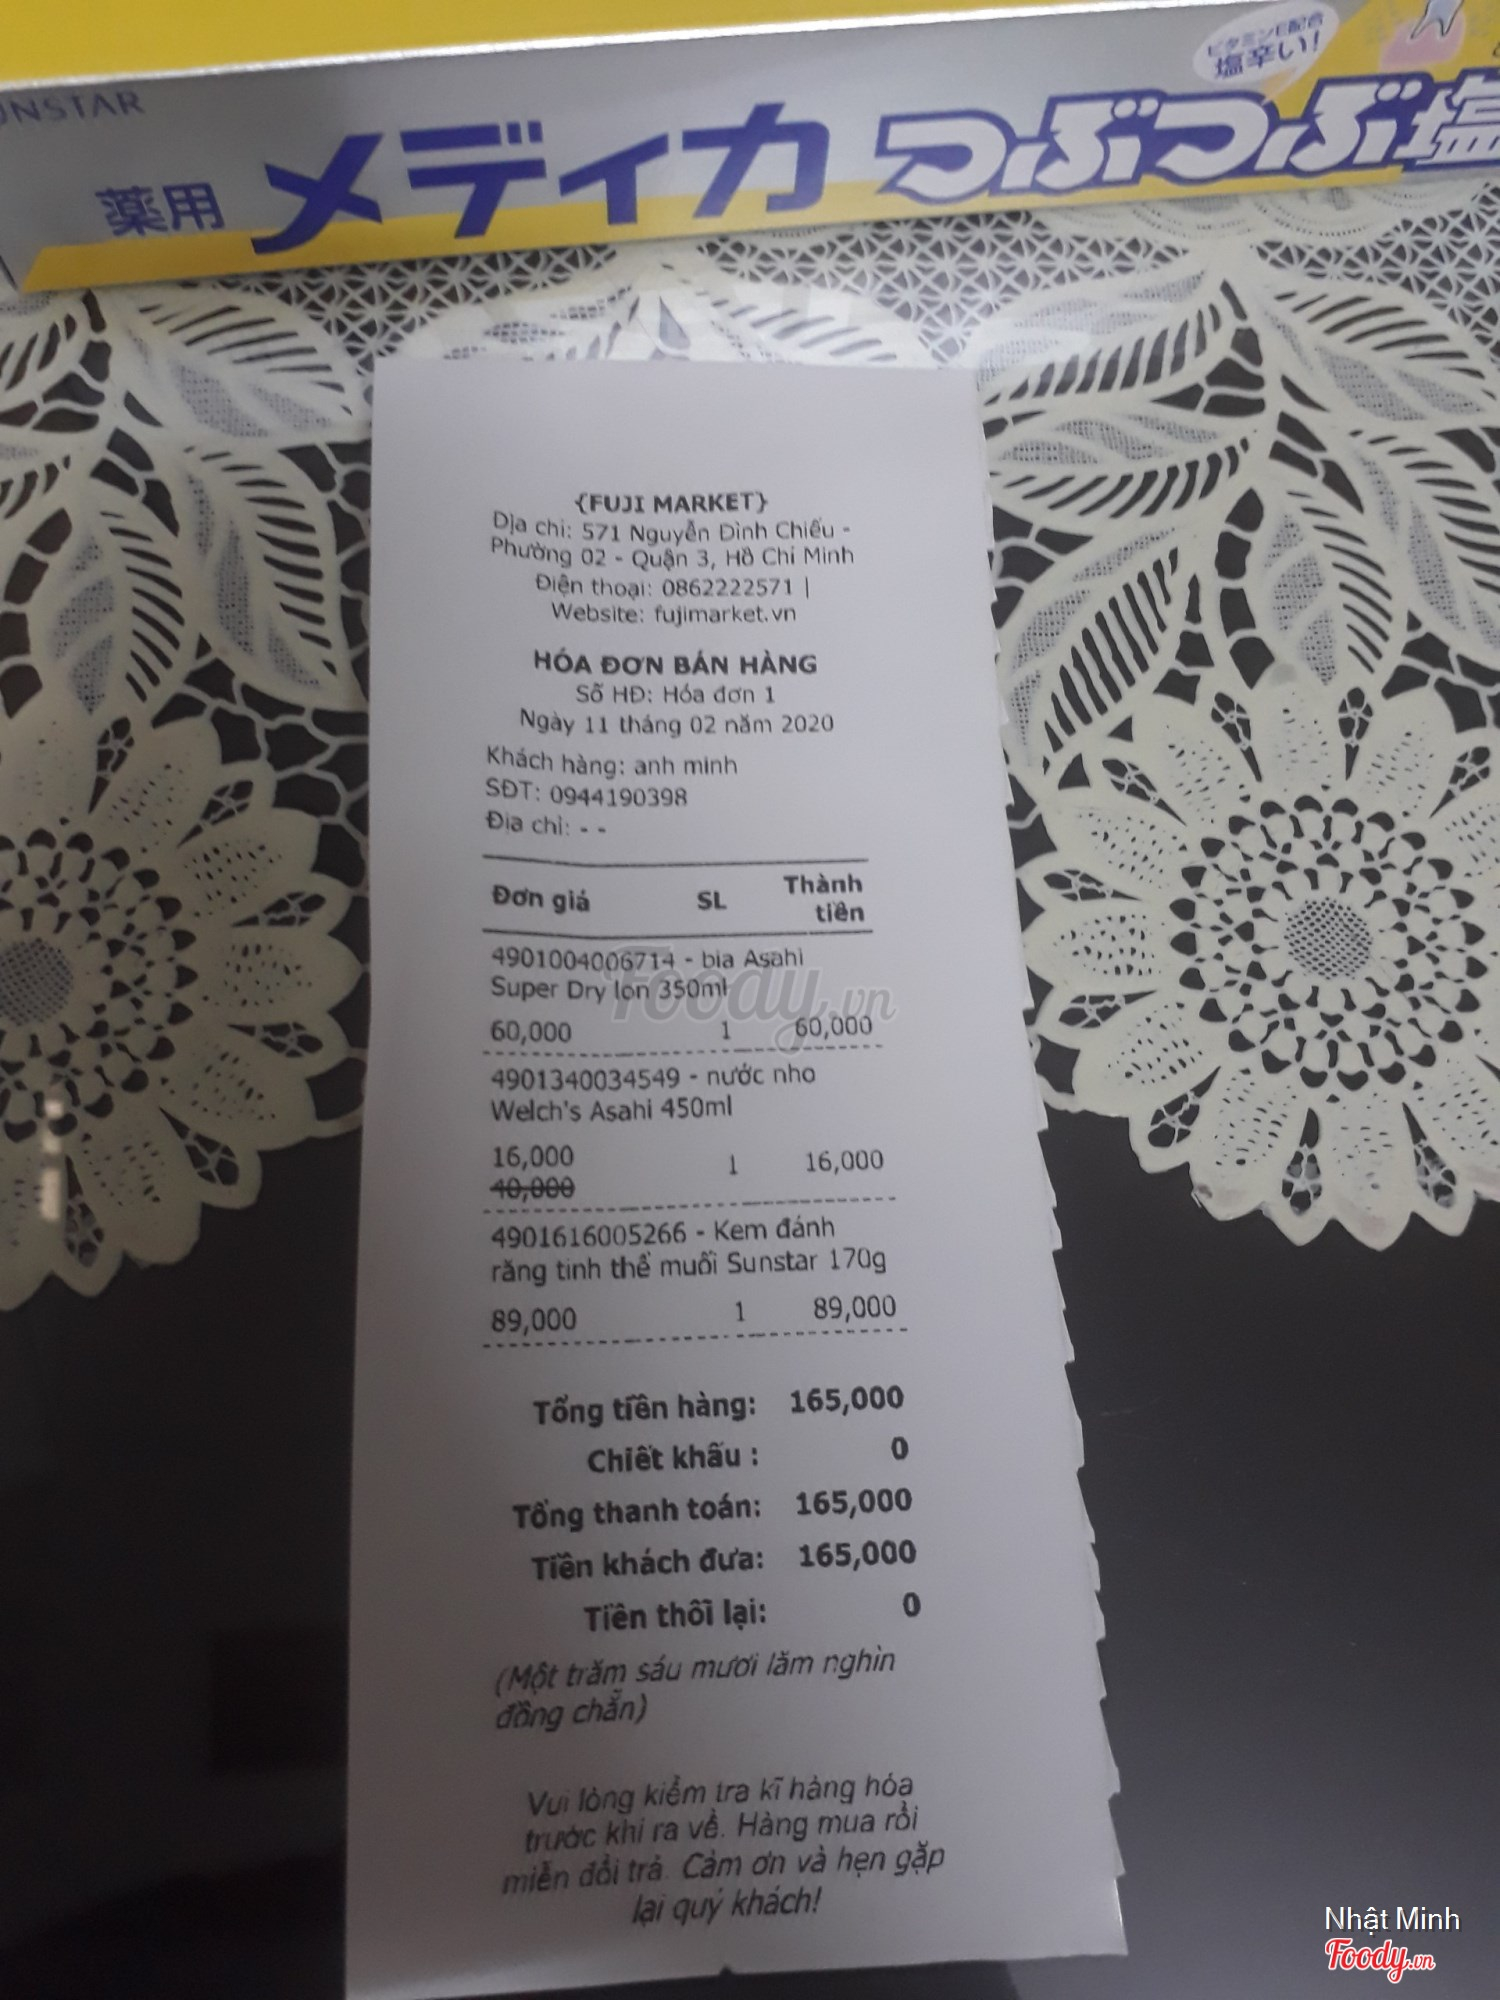 SUNSTAR
薬用 メディカ つぶつぶ塩
ビタミンE配合
塩辛い!
{FUJI MARKET}
Địa chỉ: 571 Nguyễn Đình Chiểu -
Phường 02 - Quận 3, Hồ Chí Minh
Điện thoại: 0862222571 |
Website: fujimarket.vn
HÓA ĐƠN BÁN HÀNG
Số HĐ: Hóa đơn 1
Ngày 11 tháng 02 năm 2020
Khách hàng: anh minh
SĐT: 0944190398
Địa chỉ: - -
Đơn giá SL Thành
tiền
4901004006714 - bia Asahi
Super Dry lon 350ml
60,000 1 60,000
4901340034549 - nước nho
Welch's Asahi 450ml
16,000 1 16,000
40,000
4901616005266 - Kem đánh
răng tinh thể muối Sunstar 170g
89,000 1 89,000
Tổng tiền hàng: 165,000
Chiết khấu : 0
Tổng thanh toán: 165,000
Tiền khách đưa: 165,000
Tiền thối lại: 0
(Một trăm sáu mươi lăm nghìn
đồng chẵn)
Vui lòng kiểm tra kĩ hàng hóa
trước khi ra về. Hàng mua rồi
miễn đổi trả. Cảm ơn và hẹn gặp
lại quý khách!
Foody.vn
Nhật Minh
Foody.vn